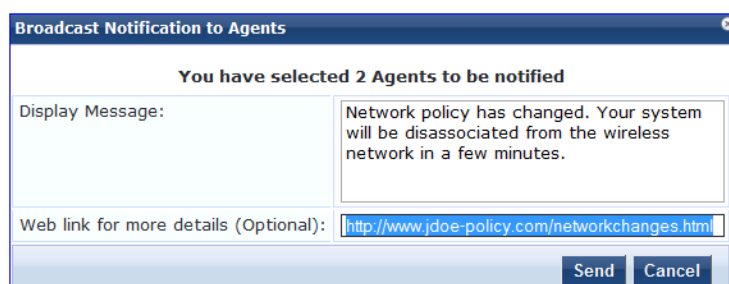 Broadcast Notification to Agents
You have selected 2 Agents to be notified
Display Message:
Network policy has changed. Your system
will be disassociated from the wireless
network in a few minutes.
Web link for more details (Optional):
http://www.jdoe-policy.com/networkchanges.html
Send
Cancel